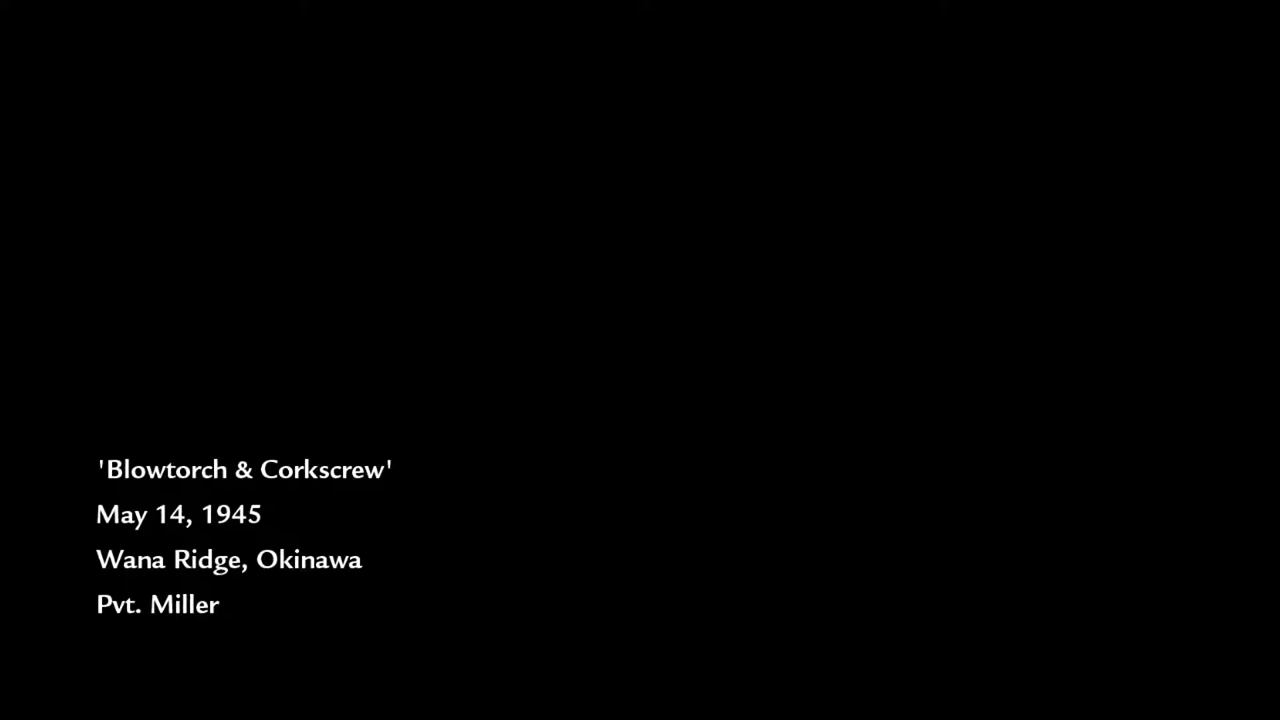 'Blowtorch & Corkscrew'
May 14, 1945
Wana Ridge, Okinawa
Pvt. Miller